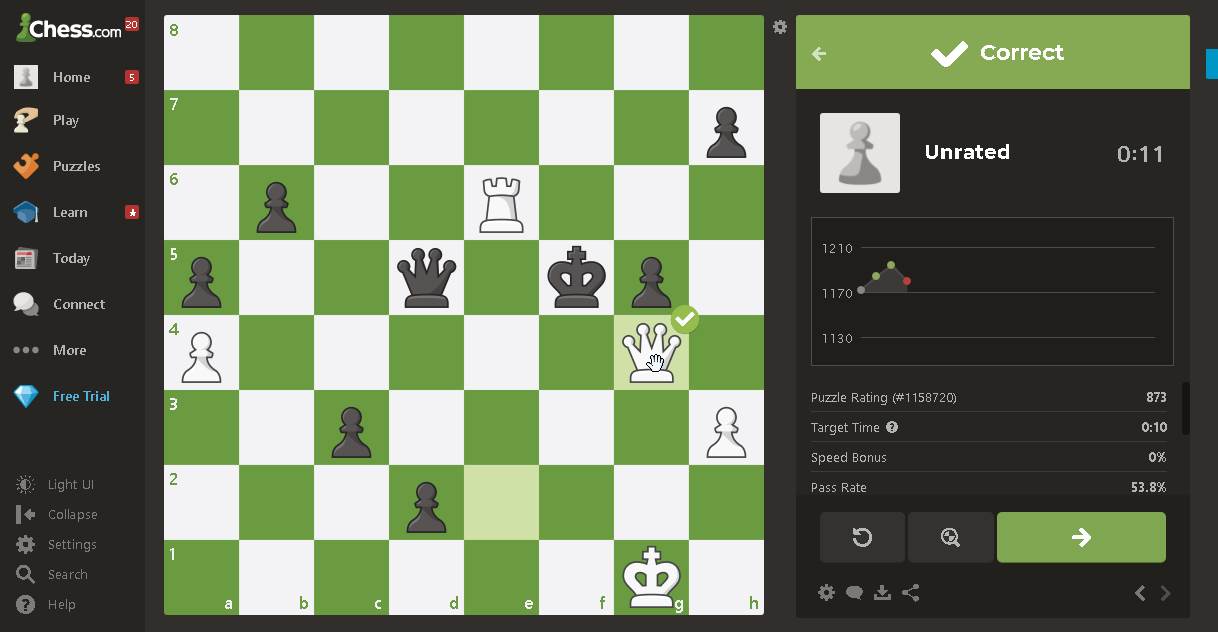 Chess.com 20
Home 5
Play
Puzzles
Learn
Today
Connect
More
Free Trial
Light UI
Collapse
Settings
Search
Help
8
7
6
5
4
3
2
1
a b c d e f g h
Correct
Unrated 0:11
1210
1170
1130
Puzzle Rating (#1158720) 873
Target Time ? 0:10
Speed Bonus 0%
Pass Rate 53.8%